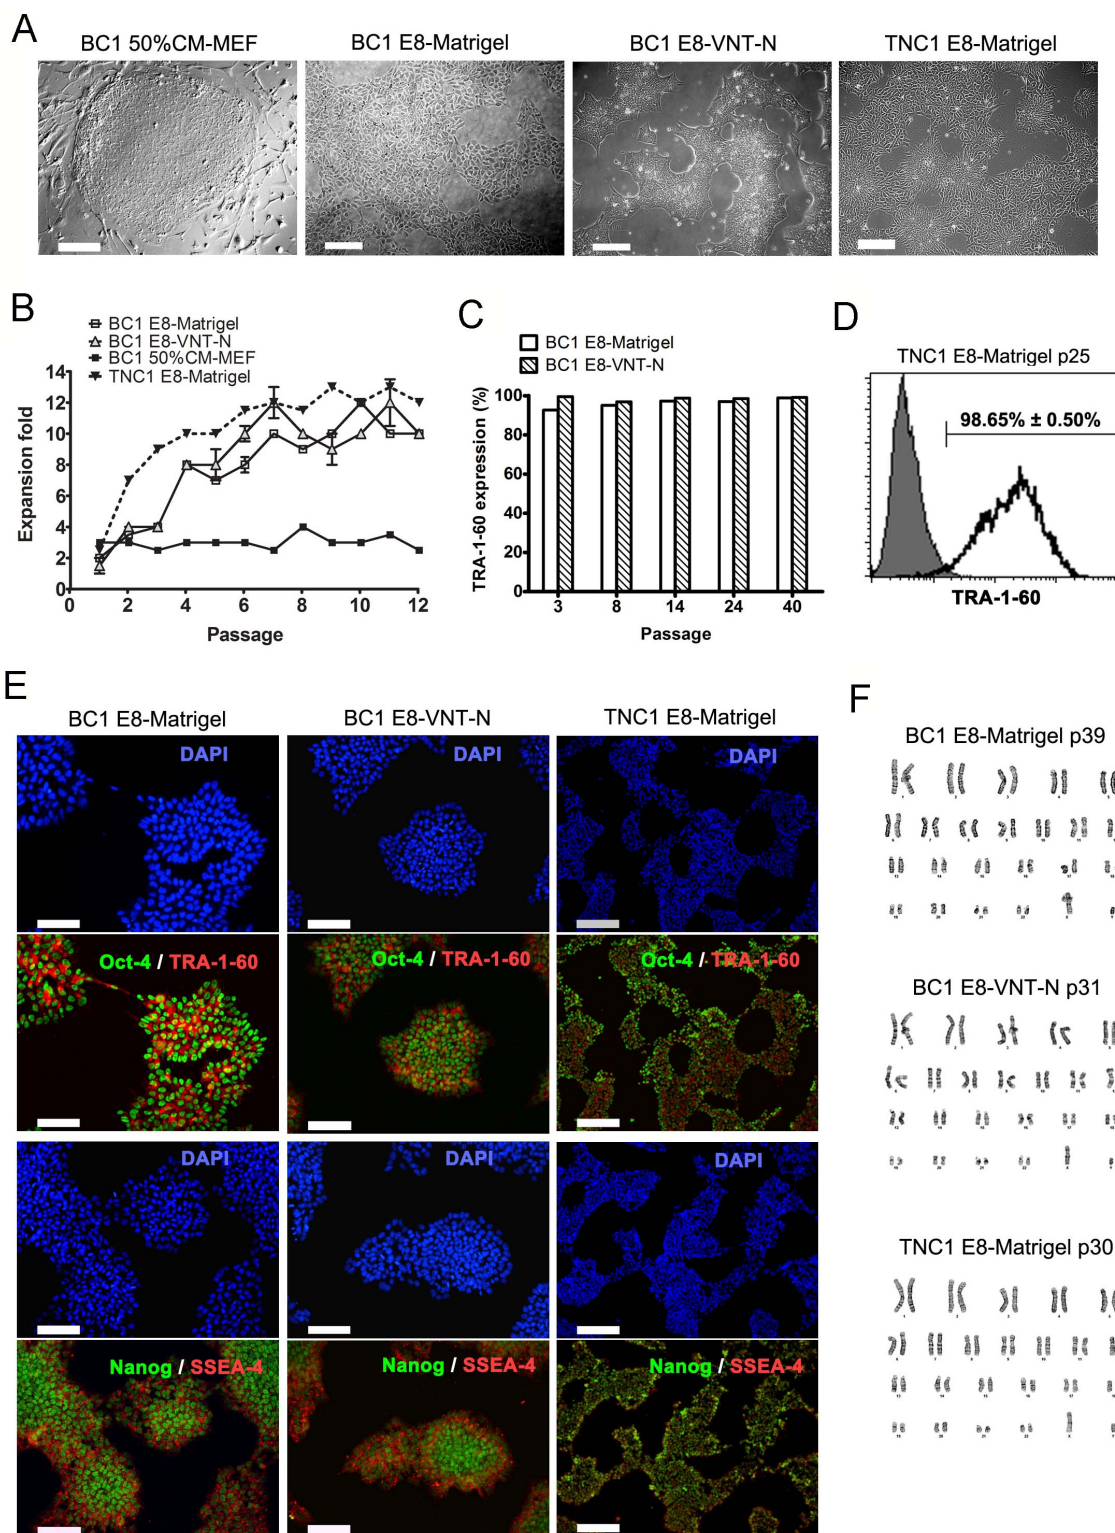 A
BC1 50%CM-MEF
BC1 E8-Matrigel
BC1 E8-VNT-N
TNC1 E8-Matrigel
B
BC1 E8-Matrigel
BC1 E8-VNT-N
BC1 50%CM-MEF
TNC1 E8-Matrigel
Expansion fold
14
12
10
8
6
4
2
0
0 2 4 6 8 10 12
Passage
C
BC1 E8-Matrigel
BC1 E8-VNT-N
TRA-1-60 expression (%)
100
80
60
40
20
0
3 8 14 24 40
Passage
D
TNC1 E8-Matrigel p25
98.65% ± 0.50%
TRA-1-60
E
BC1 E8-Matrigel
BC1 E8-VNT-N
TNC1 E8-Matrigel
DAPI
DAPI
DAPI
Oct-4 / TRA-1-60
Oct-4 / TRA-1-60
Oct-4 / TRA-1-60
DAPI
DAPI
DAPI
Nanog / SSEA-4
Nanog / SSEA-4
Nanog / SSEA-4
F
BC1 E8-Matrigel p39
BC1 E8-VNT-N p31
TNC1 E8-Matrigel p30